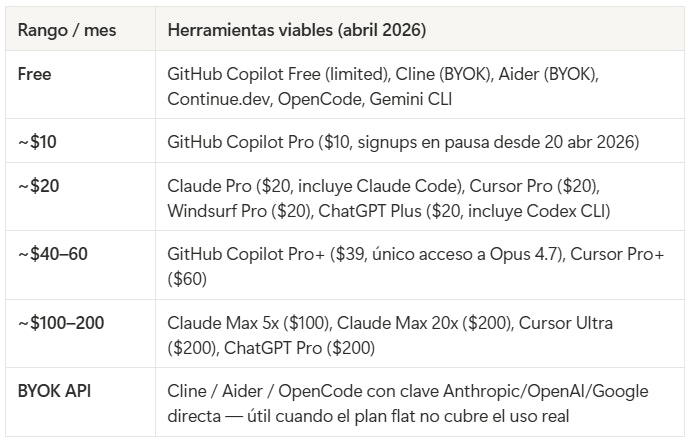 Rango / mes
Herramientas viables (abril 2026)
Free
GitHub Copilot Free (limited), Cline (BYOK), Aider (BYOK),
Continue.dev, OpenCode, Gemini CLI
~$10
GitHub Copilot Pro ($10, signups en pausa desde 20 abr 2026)
~$20
Claude Pro ($20, incluye Claude Code), Cursor Pro ($20),
Windsurf Pro ($20), ChatGPT Plus ($20, incluye Codex CLI)
~$40–60
GitHub Copilot Pro+ ($39, único acceso a Opus 4.7), Cursor Pro+
($60)
~$100–200
Claude Max 5x ($100), Claude Max 20x ($200), Cursor Ultra
($200), ChatGPT Pro ($200)
BYOK API
Cline / Aider / OpenCode con clave Anthropic/OpenAI/Google
directa — útil cuando el plan flat no cubre el uso real